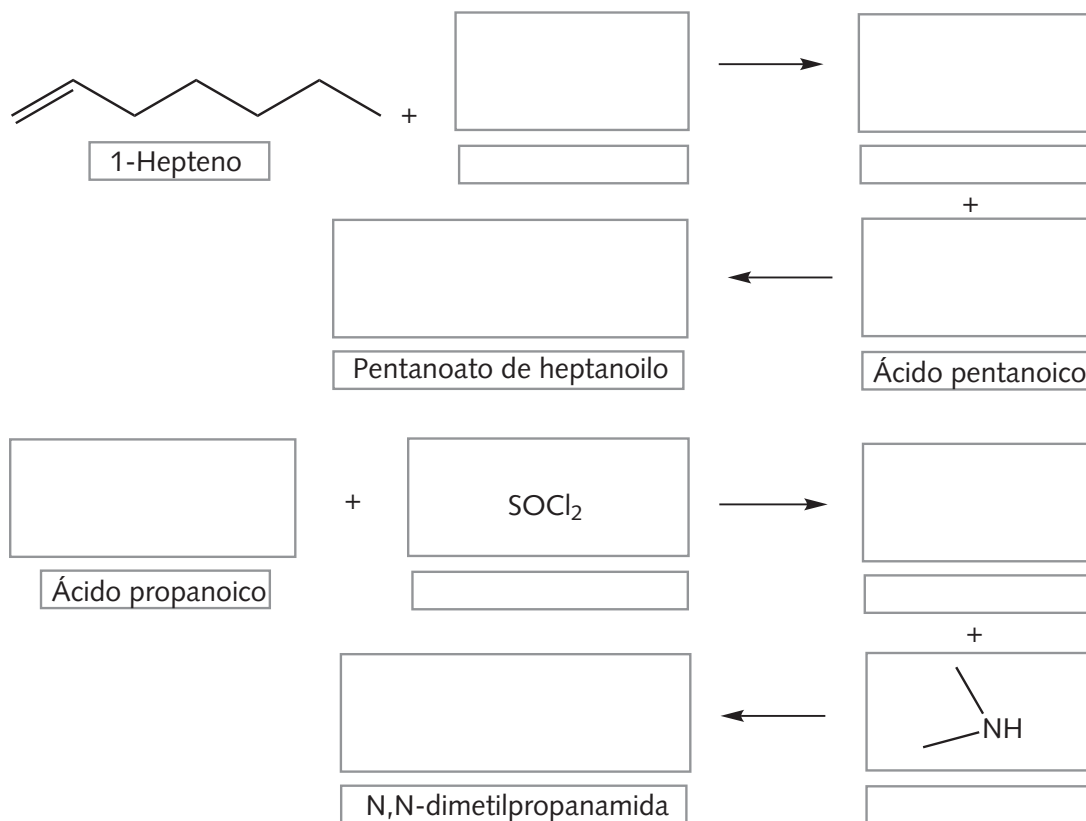 +
1-Hepteno
+
Pentanoato de heptanoilo
Ácido pentanoico
+
SOCl₂
Ácido propanoico
+
NH
N,N-dimetilpropanamida